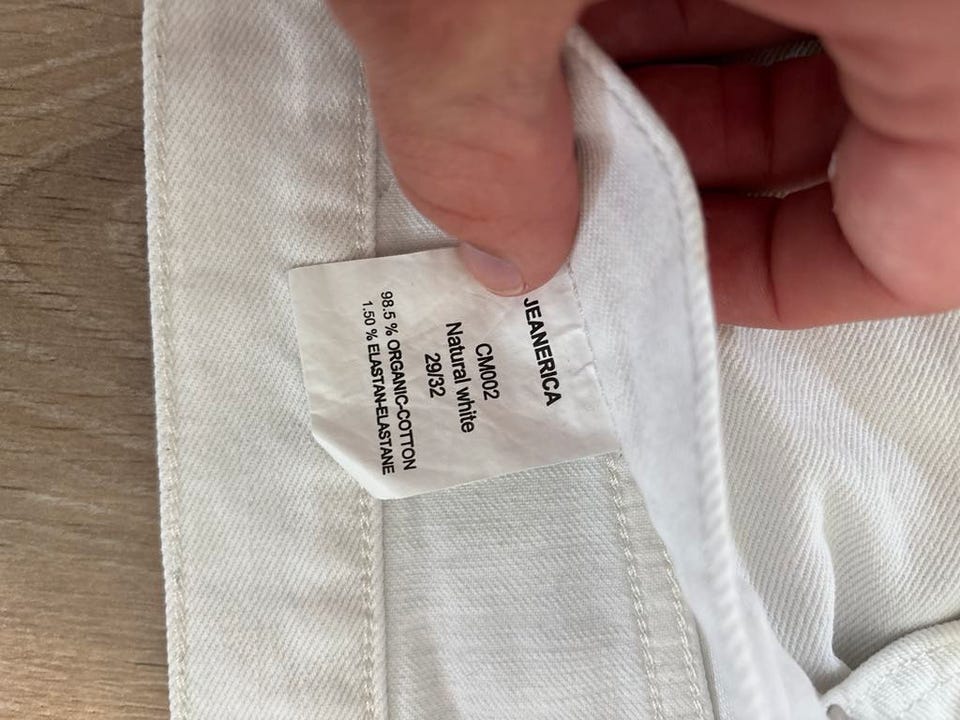 JEANERICA
CM002
Natural white
29/32
98.5 % ORGANIC-COTTON
1.50 % ELASTAN-ELASTANE